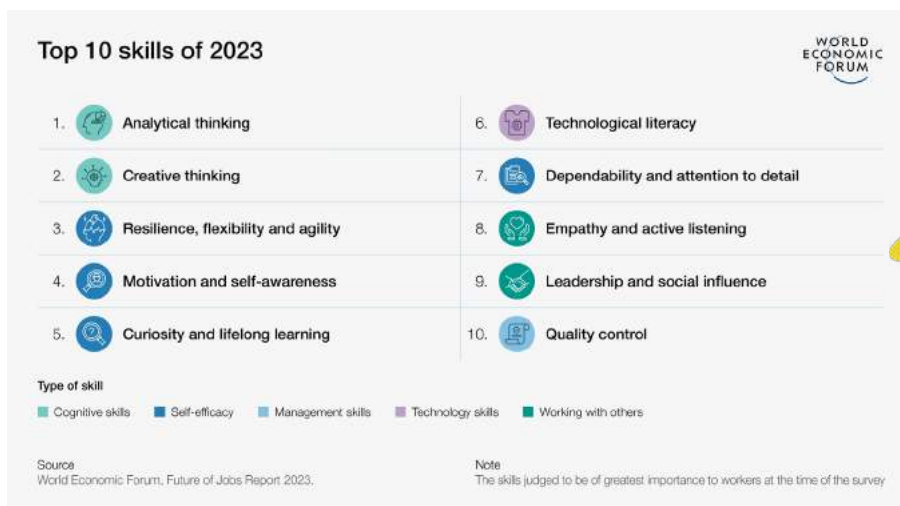 Top 10 skills of 2023
WORLD
ECONOMIC
FORUM
1. Analytical thinking
2. Creative thinking
3. Resilience, flexibility and agility
4. Motivation and self-awareness
5. Curiosity and lifelong learning
6. Technological literacy
7. Dependability and attention to detail
8. Empathy and active listening
9. Leadership and social influence
10. Quality control
Type of skill
Cognitive skills Self-efficacy Management skills Technology skills Working with others
Source
World Economic Forum, Future of Jobs Report 2023.
Note
The skills judged to be of greatest importance to workers at the time of the survey